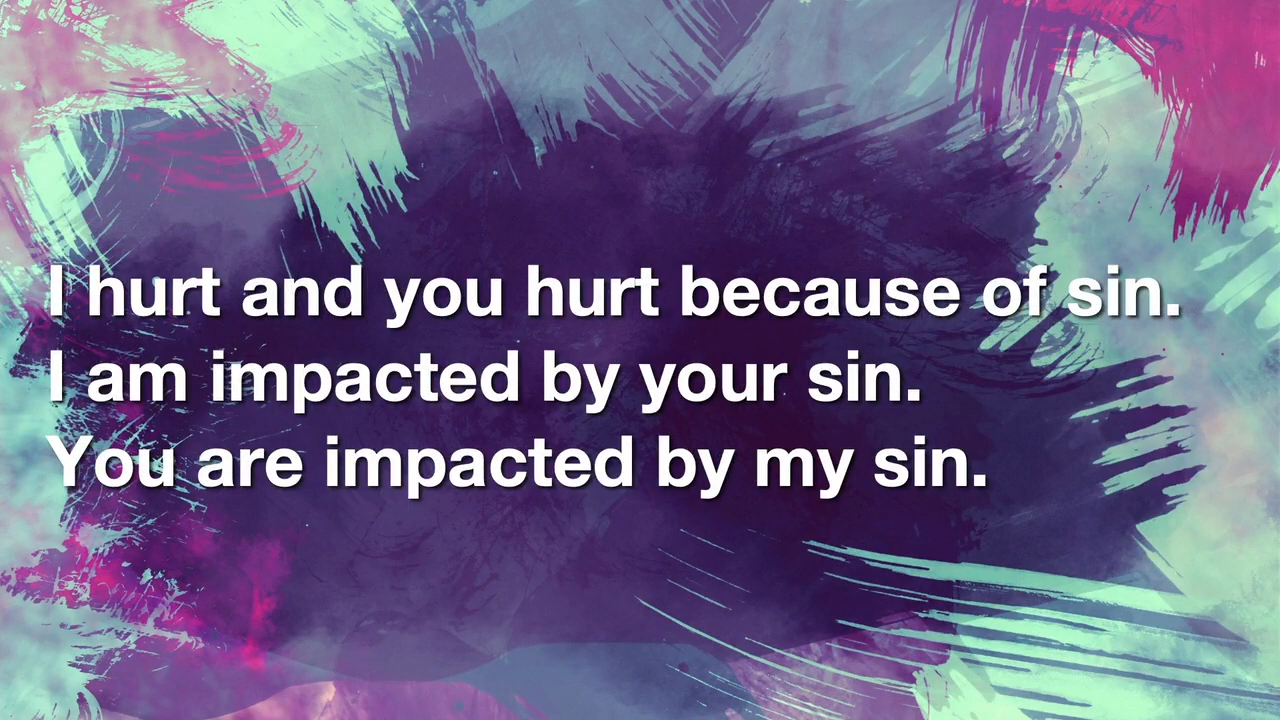 I hurt and you hurt because of sin.
I am impacted by your sin.
You are impacted by my sin.